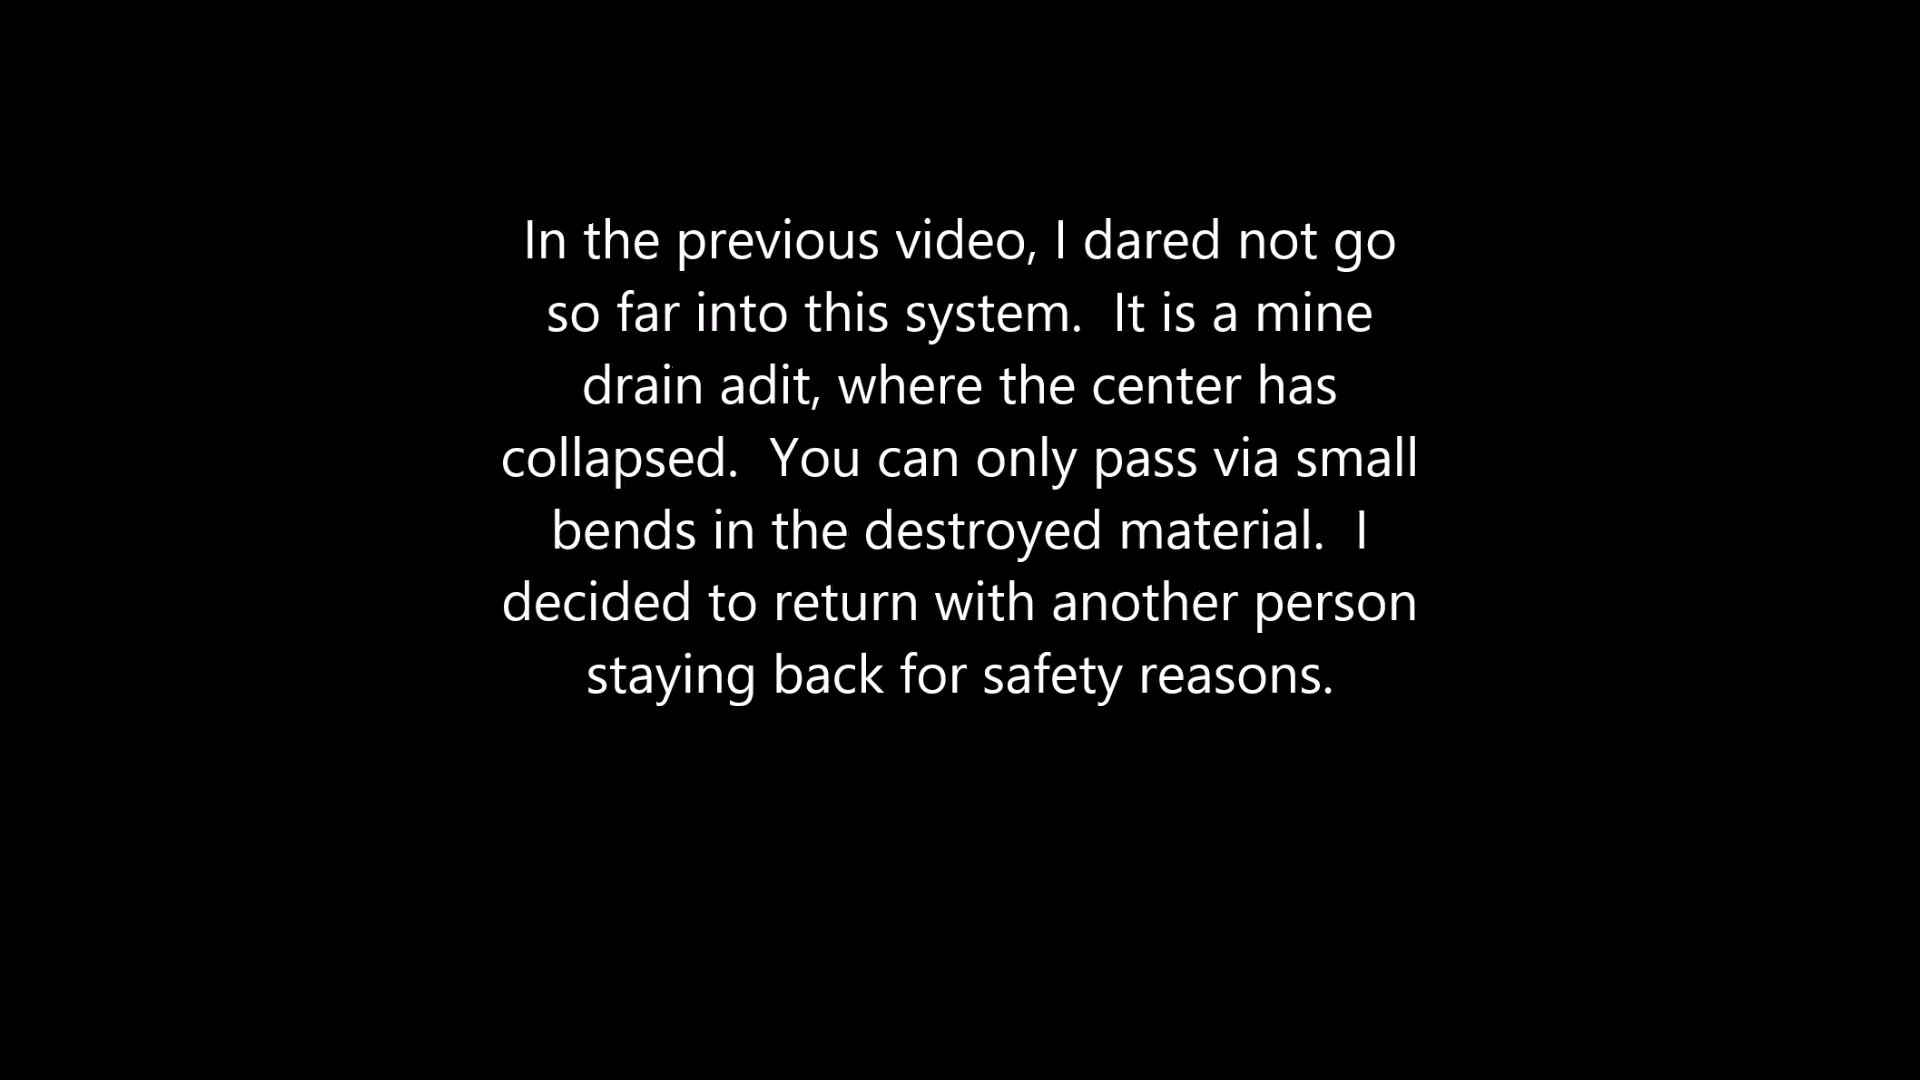 In the previous video, I dared not go
so far into this system.  It is a mine
drain adit, where the center has
collapsed.  You can only pass via small
bends in the destroyed material.  I
decided to return with another person
staying back for safety reasons.